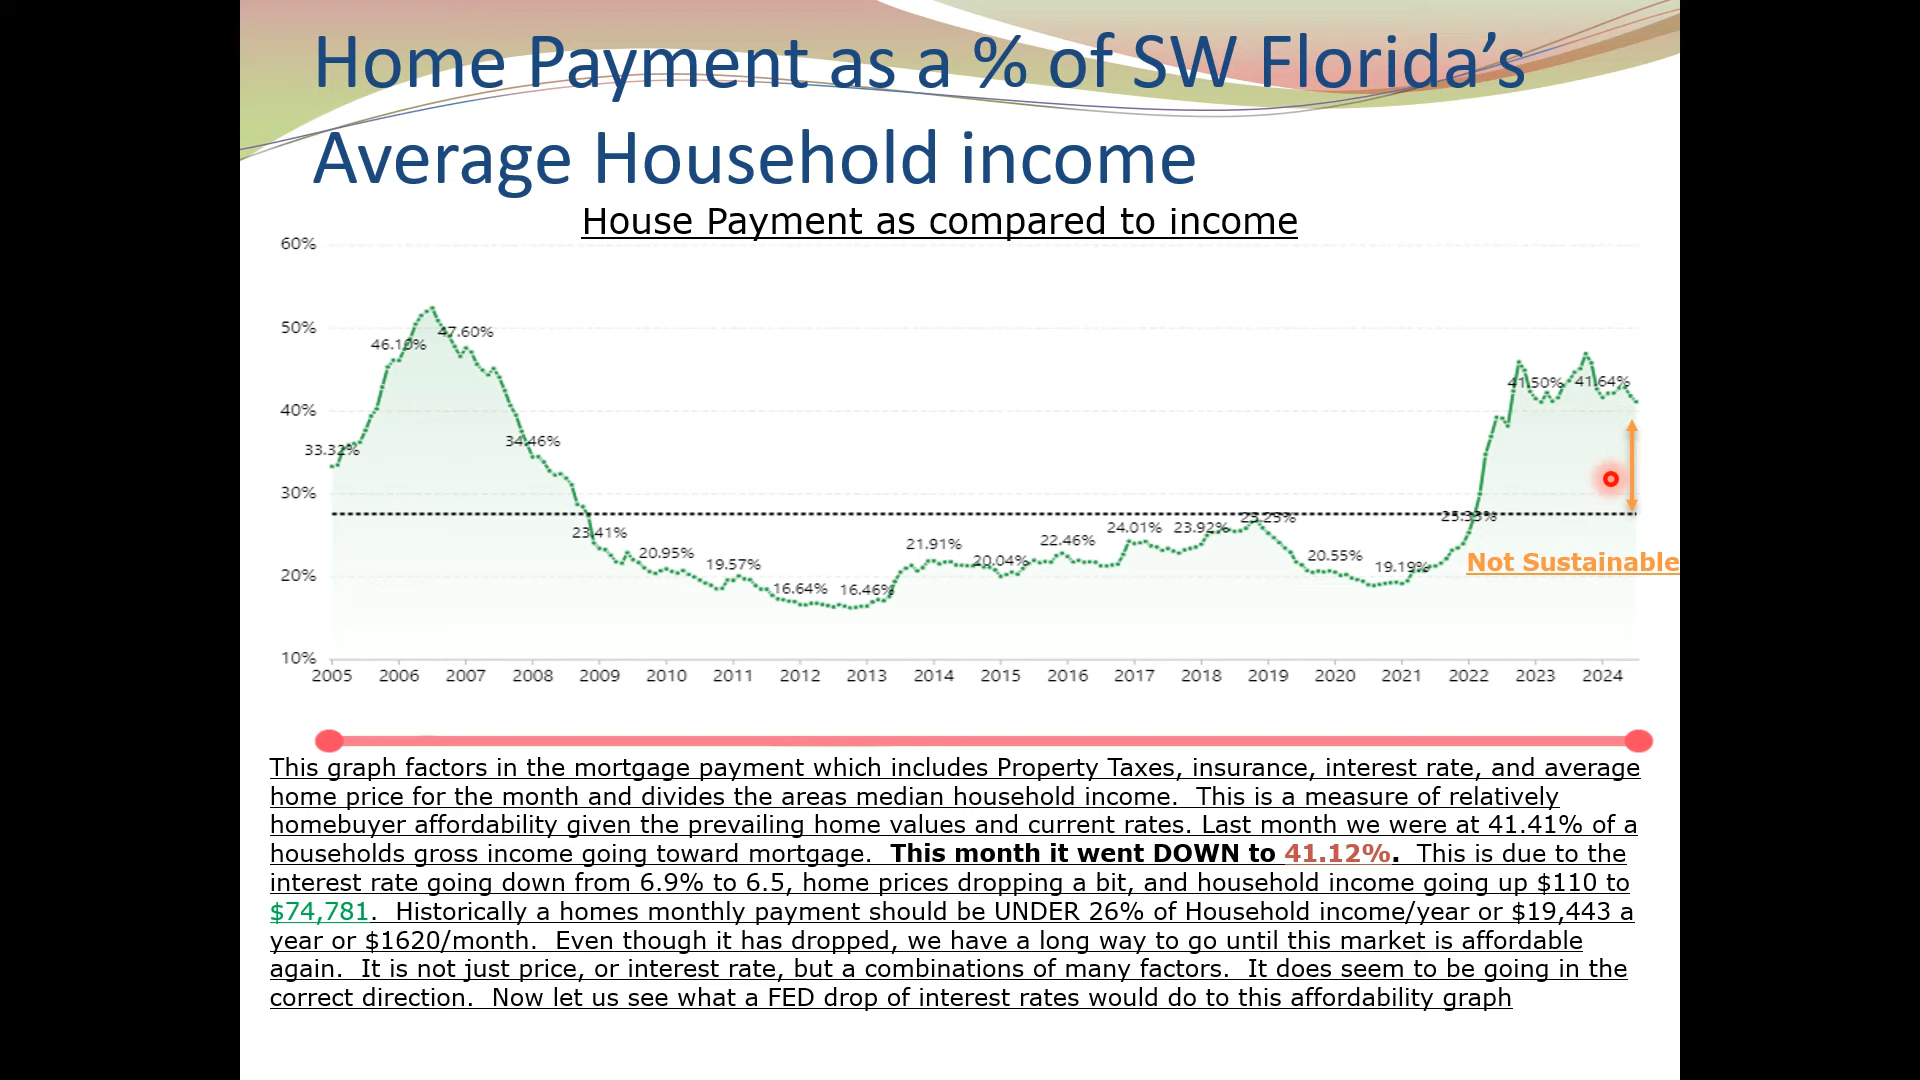 Home Payment as a % of SW Florida’s
Average Household income
House Payment as compared to income
60%
50%
40%
30%
20%
10%
33.32%
46.10%
47.60%
34.46%
23.41%
20.95%
19.57%
16.64%
16.46%
21.91%
20.04%
22.46%
24.01%
23.92%
25.25%
20.55%
19.19%
25.33%
41.50%
41.64%
Not Sustainable
2005 2006 2007 2008 2009 2010 2011 2012 2013 2014 2015 2016 2017 2018 2019 2020 2021 2022 2023 2024
This graph factors in the mortgage payment which includes Property Taxes, insurance, interest rate, and average
home price for the month and divides the areas median household income.  This is a measure of relatively
homebuyer affordability given the prevailing home values and current rates. Last month we were at 41.41% of a
households gross income going toward mortgage.  This month it went DOWN to 41.12%.  This is due to the
interest rate going down from 6.9% to 6.5, home prices dropping a bit, and household income going up $110 to
$74,781.  Historically a homes monthly payment should be UNDER 26% of Household income/year or $19,443 a
year or $1620/month.  Even though it has dropped, we have a long way to go until this market is affordable
again.  It is not just price, or interest rate, but a combinations of many factors.  It does seem to be going in the
correct direction.  Now let us see what a FED drop of interest rates would do to this affordability graph